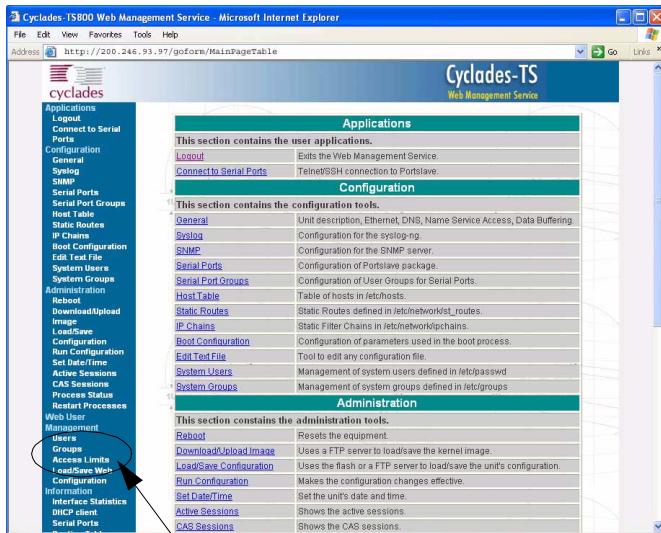 Cyclades-TS800 Web Management Service - Microsoft Internet Explorer
File Edit View Favorites Tools Help
Address http://200.246.93.97/goform/MainPageTable Go Links
cyclades
Cyclades-TS
Web Management Service
Applications
Logout
Connect to Serial
Ports
Configuration
General
Syslog
SNMP
Serial Ports
Serial Port Groups
Host Table
Static Routes
IP Chains
Boot Configuration
Edit Text File
System Users
System Groups
Administration
Reboot
Download/Upload
Image
Load/Save
Configuration
Run Configuration
Set Date/Time
Active Sessions
CAS Sessions
Process Status
Restart Processes
Web User
Management
Users
Groups
Access Limits
Load/Save Web
Configuration
Information
Interface Statistics
DHCP client
Serial Ports
Applications
This section contains the user applications.
Logout Exits the Web Management Service.
Connect to Serial Ports Telnet/SSH connection to Portslave.
Configuration
This section contains the configuration tools.
General Unit description, Ethernet, DNS, Name Service Access, Data Buffering.
Syslog Configuration for the syslog-ng.
SNMP Configuration for the SNMP server.
Serial Ports Configuration of Portslave package.
Serial Port Groups Configuration of User Groups for Serial Ports.
Host Table Table of hosts in /etc/hosts.
Static Routes Static Routes defined in /etc/network/st_routes.
IP Chains Static Filter Chains in /etc/network/ipchains.
Boot Configuration Configuration of parameters used in the boot process.
Edit Text File Tool to edit any configuration file.
System Users Management of system users defined in /etc/passwd
System Groups Management of system groups defined in /etc/groups
Administration
This section constains the administration tools.
Reboot Resets the equipment.
Download/Upload Image Uses a FTP server to load/save the kernel image.
Load/Save Configuration Uses the flash or a FTP server to load/save the unit's configuration.
Run Configuration Makes the configuration changes effective.
Set Date/Time Set the unit's date and time.
Active Sessions Shows the active sessions.
CAS Sessions Shows the CAS sessions.